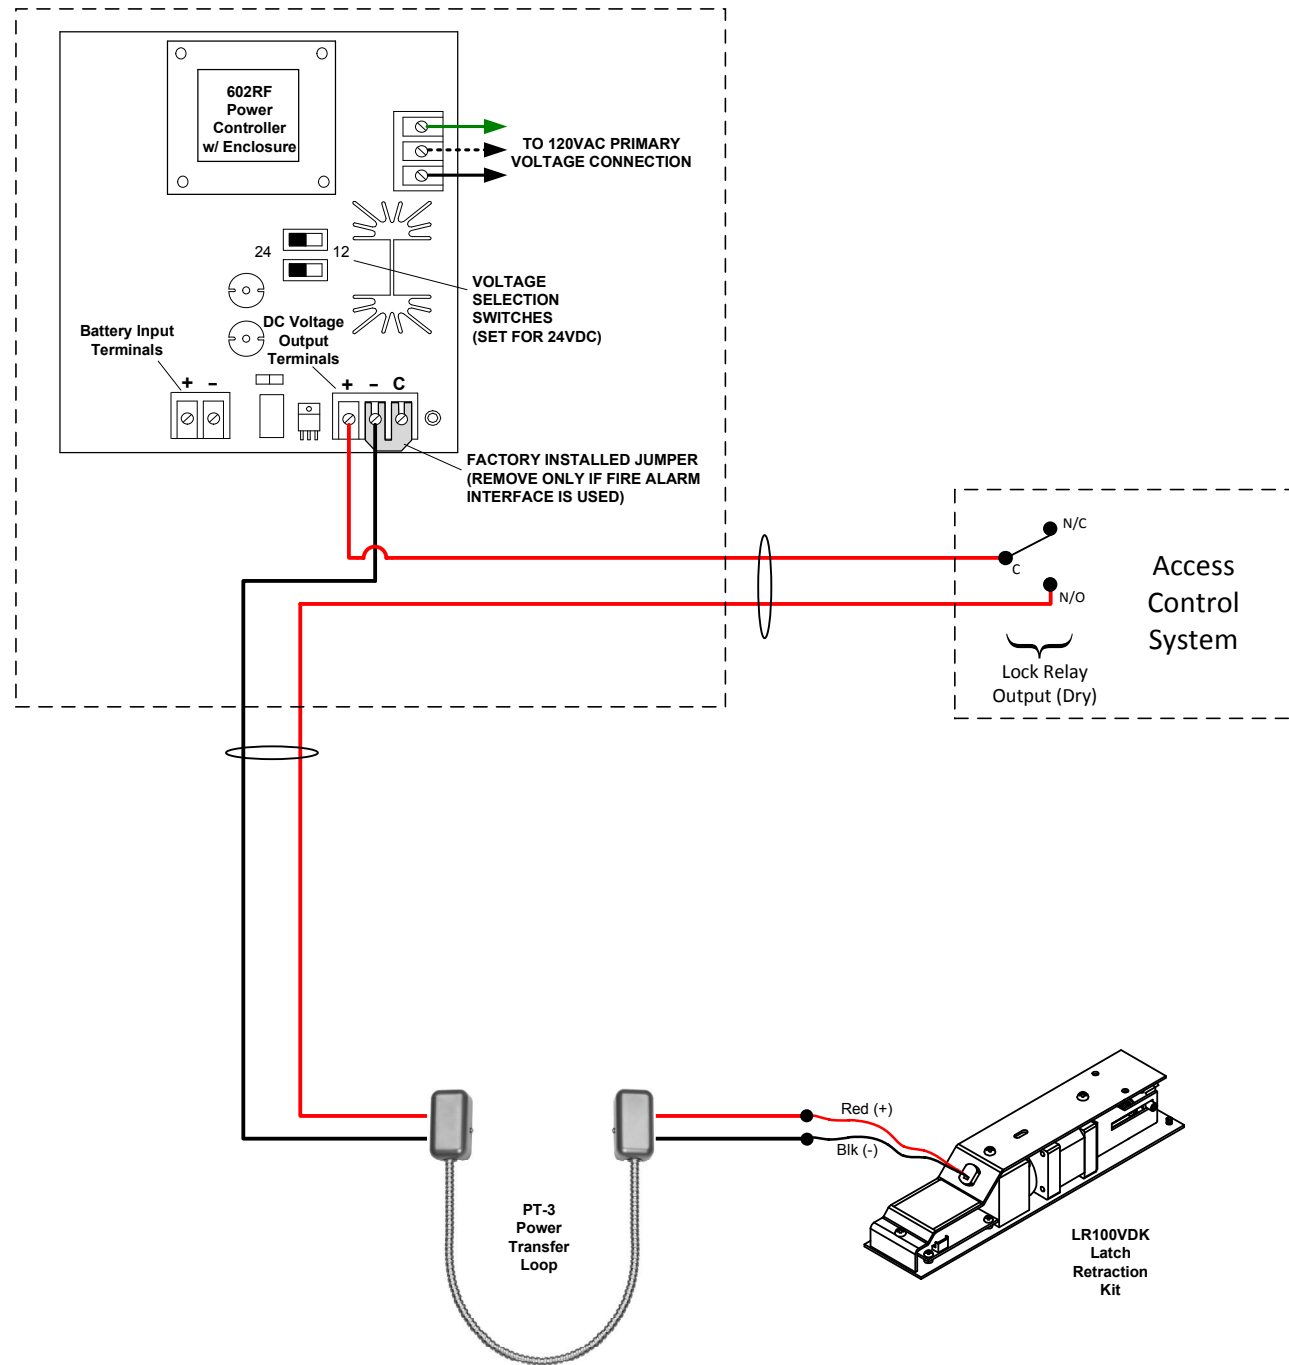 602RF
Power
Controller
w/ Enclosure
TO 120VAC PRIMARY
VOLTAGE CONNECTION
24
12
VOLTAGE
SELECTION
SWITCHES
(SET FOR 24VDC)
Battery Input
Terminals
DC Voltage
Output
Terminals
+ –
+ – C
FACTORY INSTALLED JUMPER
(REMOVE ONLY IF FIRE ALARM
INTERFACE IS USED)
N/C
C
N/O
Access
Control
System
Lock Relay
Output (Dry)
Red (+)
Blk (-)
PT-3
Power
Transfer
Loop
LR100VDK
Latch
Retraction
Kit